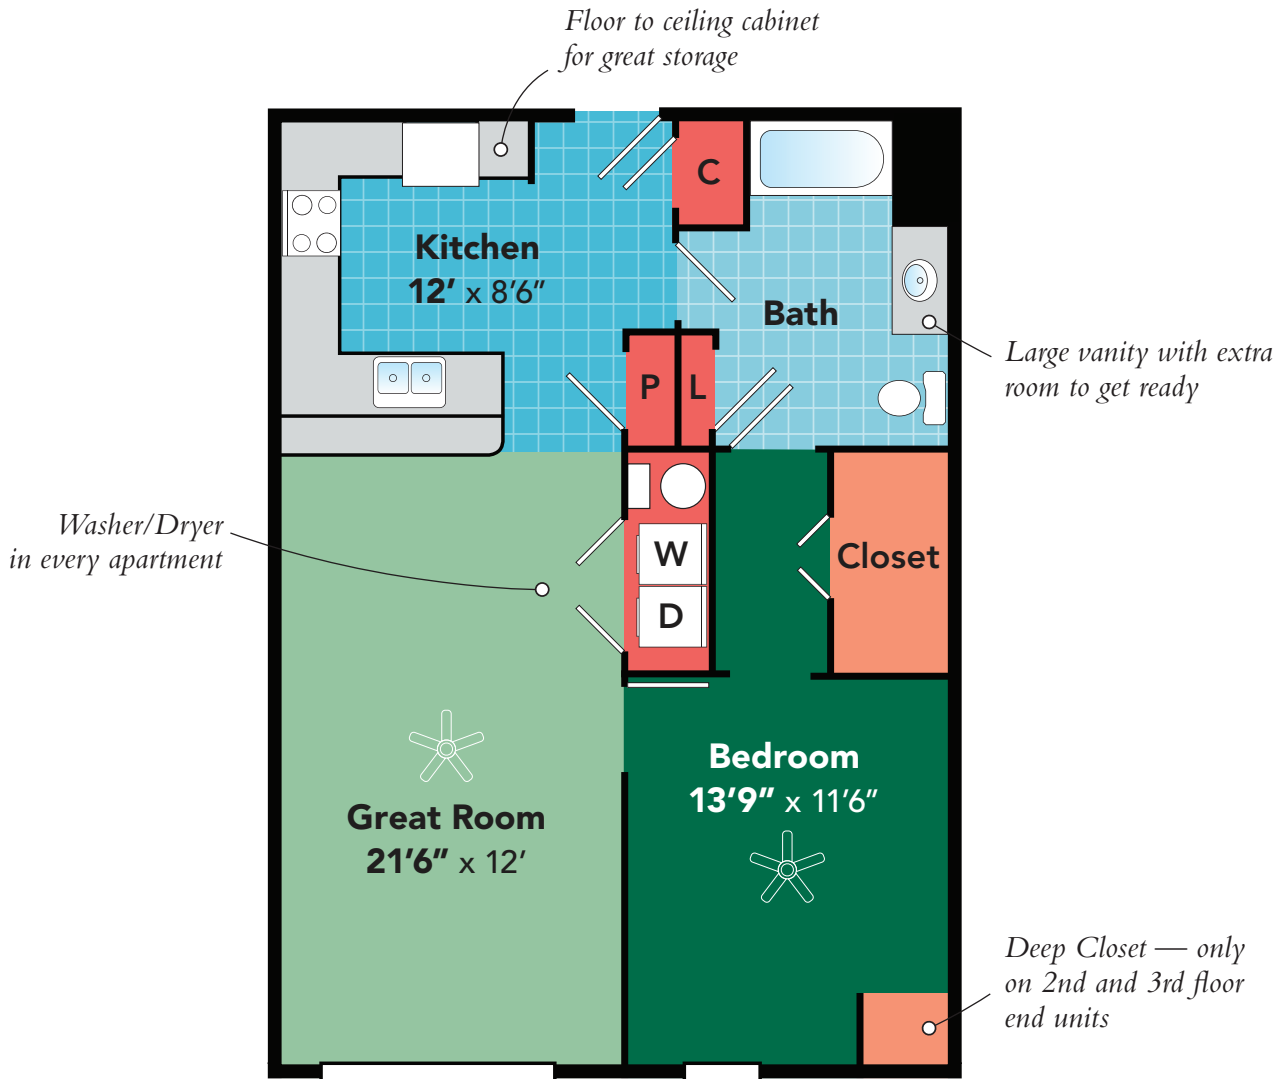 Floor to ceiling cabinet
for great storage
C
Kitchen
12′ x 8′6″
Bath
Large vanity with extra
room to get ready
P
L
Washer/Dryer
in every apartment
W
D
Closet
Bedroom
13′9″ x 11′6″
Great Room
21′6″ x 12′
Deep Closet — only
on 2nd and 3rd floor
end units